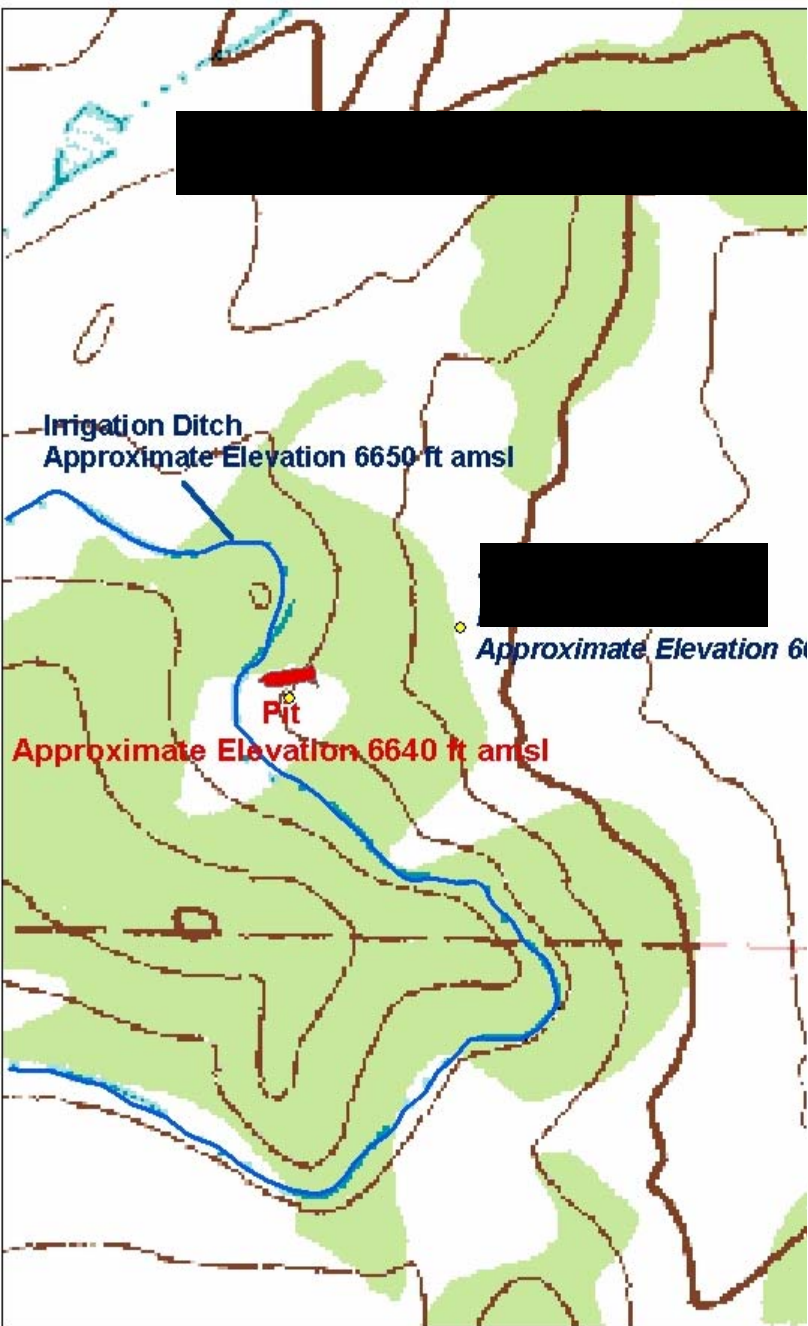 Irrigation Ditch
Approximate Elevation 6650 ft amsl
Approximate Elevation
Pit
Approximate Elevation 6640 ft amsl